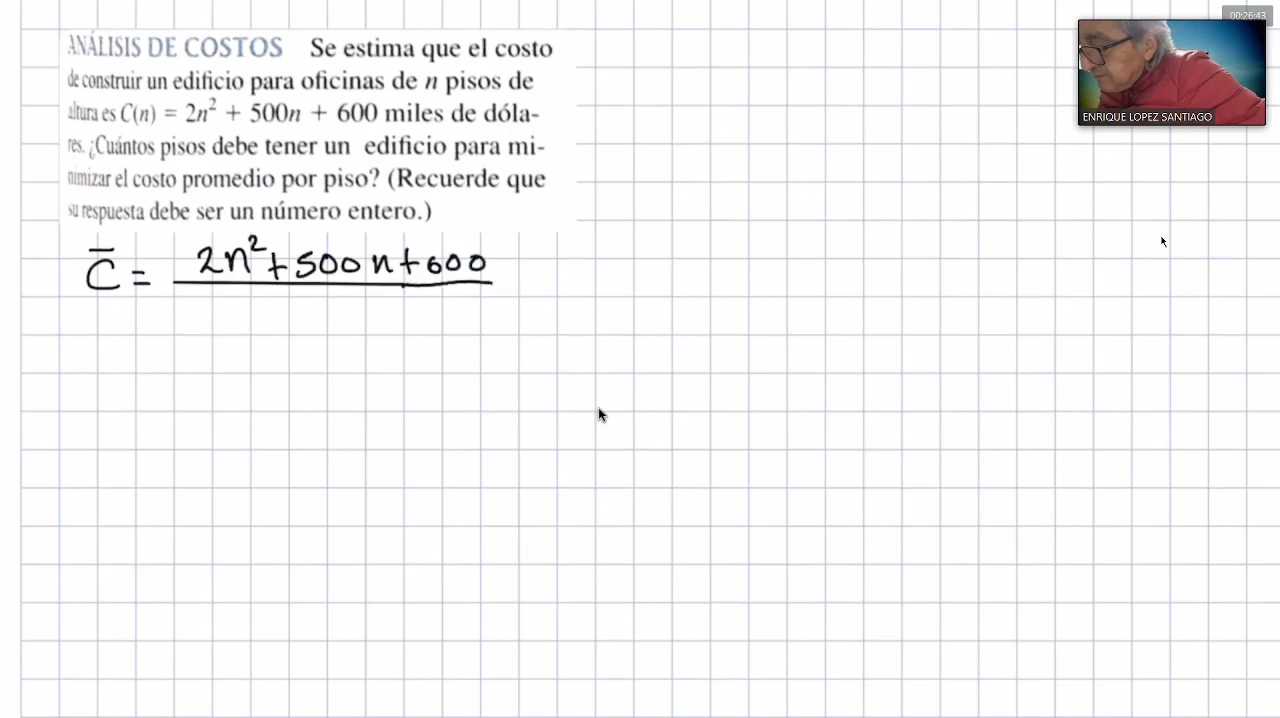 00:26:43
ANÁLISIS DE COSTOS Se estima que el costo
de construir un edificio para oficinas de n pisos de
altura es C(n) = 2n² + 500n + 600 miles de dóla-
res. ¿Cuántos pisos debe tener un edificio para mi-
nimizar el costo promedio por piso? (Recuerde que
su respuesta debe ser un número entero.)
ENRIQUE LOPEZ SANTIAGO
C̅ = 2n²+500n+600